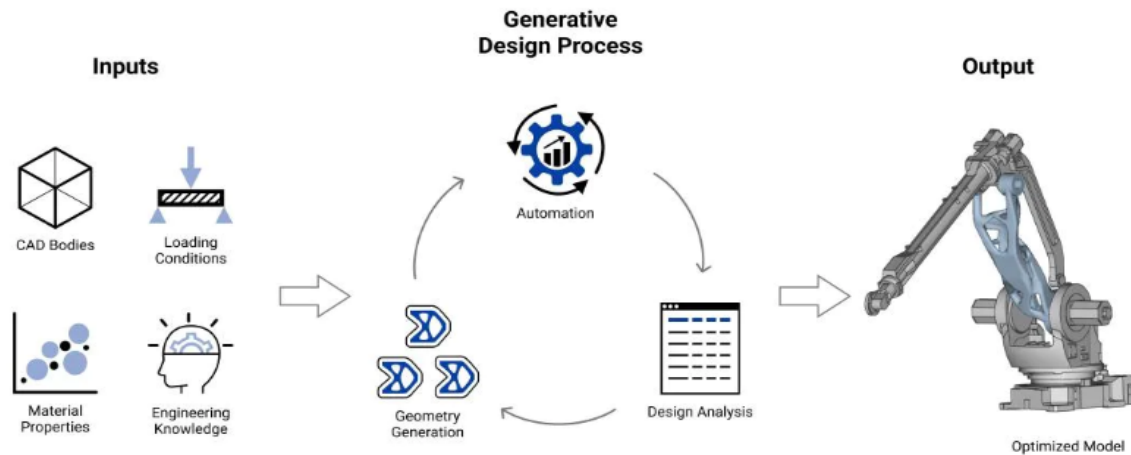 Generative
Design Process
Inputs
Output
CAD Bodies
Loading
Conditions
Automation
Material
Properties
Engineering
Knowledge
Geometry
Generation
Design Analysis
Optimized Model